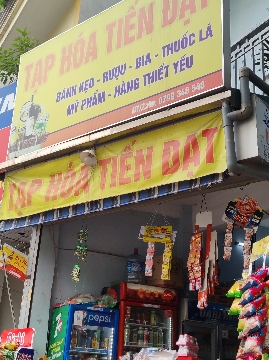 TẠP HÓA TIẾN ĐẠT
BÁNH KẸO - RƯỢU - BIA - THUỐC LÁ
MỸ PHẨM - HÀNG THIẾT YẾU
TẠP HÓA TIẾN ĐẠT
pepsi